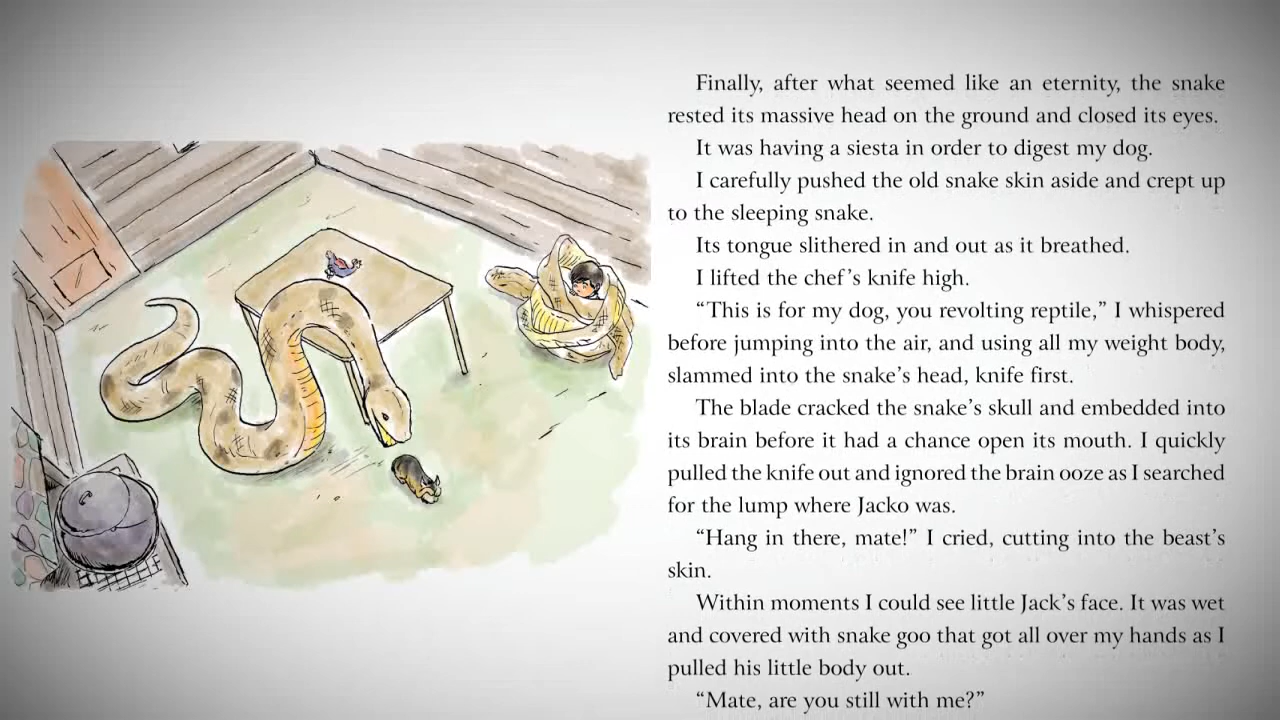 Finally, after what seemed like an eternity, the snake
rested its massive head on the ground and closed its eyes.
It was having a siesta in order to digest my dog.
I carefully pushed the old snake skin aside and crept up
to the sleeping snake.
Its tongue slithered in and out as it breathed.
I lifted the chef’s knife high.
“This is for my dog, you revolting reptile,” I whispered
before jumping into the air, and using all my weight body,
slammed into the snake’s head, knife first.
The blade cracked the snake’s skull and embedded into
its brain before it had a chance open its mouth. I quickly
pulled the knife out and ignored the brain ooze as I searched
for the lump where Jacko was.
“Hang in there, mate!” I cried, cutting into the beast’s
skin.
Within moments I could see little Jack’s face. It was wet
and covered with snake goo that got all over my hands as I
pulled his little body out.
“Mate, are you still with me?”